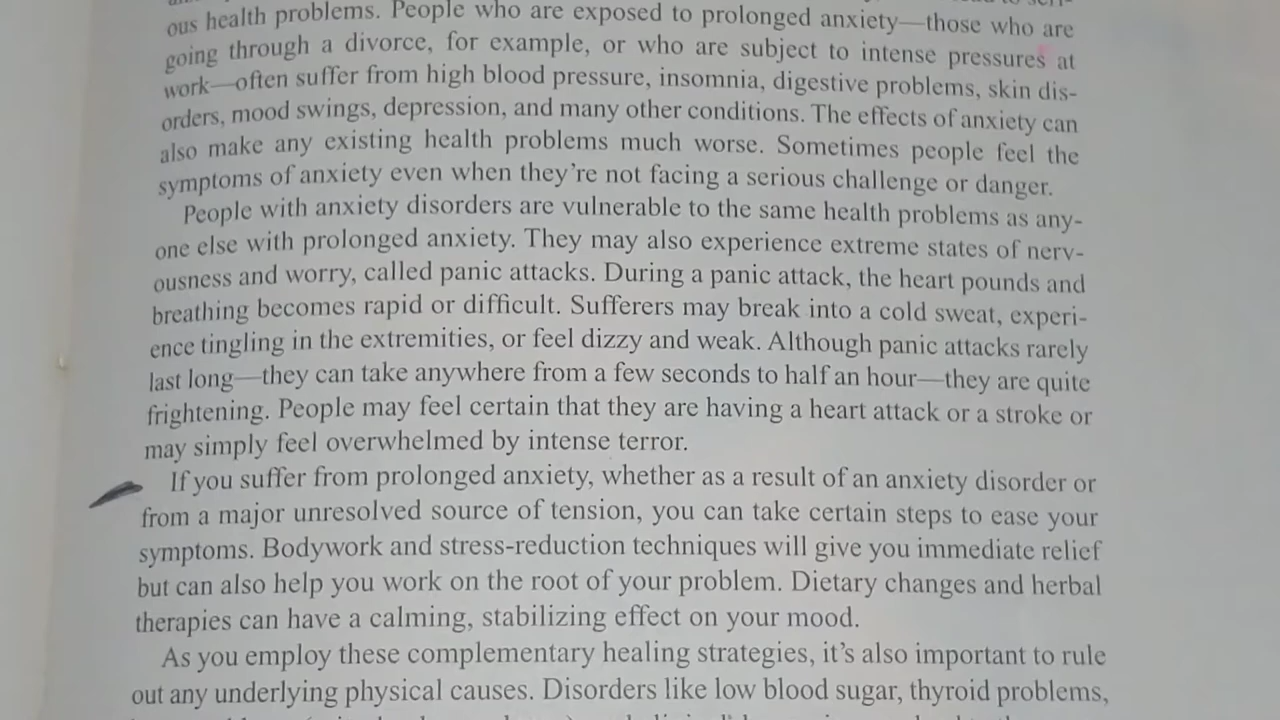 ous health problems. People who are exposed to prolonged anxiety—those who are
going through a divorce, for example, or who are subject to intense pressures at
work—often suffer from high blood pressure, insomnia, digestive problems, skin dis-
orders, mood swings, depression, and many other conditions. The effects of anxiety can
also make any existing health problems much worse. Sometimes people feel the
symptoms of anxiety even when they're not facing a serious challenge or danger.
People with anxiety disorders are vulnerable to the same health problems as any-
one else with prolonged anxiety. They may also experience extreme states of nerv-
ousness and worry, called panic attacks. During a panic attack, the heart pounds and
breathing becomes rapid or difficult. Sufferers may break into a cold sweat, experi-
ence tingling in the extremities, or feel dizzy and weak. Although panic attacks rarely
last long—they can take anywhere from a few seconds to half an hour—they are quite
frightening. People may feel certain that they are having a heart attack or a stroke or
may simply feel overwhelmed by intense terror.
If you suffer from prolonged anxiety, whether as a result of an anxiety disorder or
from a major unresolved source of tension, you can take certain steps to ease your
symptoms. Bodywork and stress-reduction techniques will give you immediate relief
but can also help you work on the root of your problem. Dietary changes and herbal
therapies can have a calming, stabilizing effect on your mood.
As you employ these complementary healing strategies, it's also important to rule
out any underlying physical causes. Disorders like low blood sugar, thyroid problems,